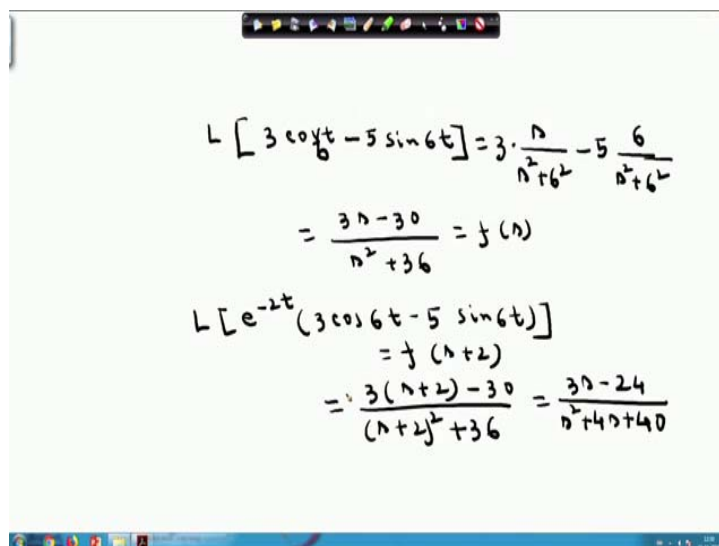 L [ 3 cos 6t − 5 sin 6t ] = 3 · s/(s²+6²) − 5 6/(s²+6²)
= (3s − 30)/(s² + 36) = f (s)
L [ e^{−2t} (3 cos 6t − 5 sin 6t) ]
= f (s+2)
= (3(s+2) − 30)/((s+2)² + 36) = (3s − 24)/(s² + 4s + 40)